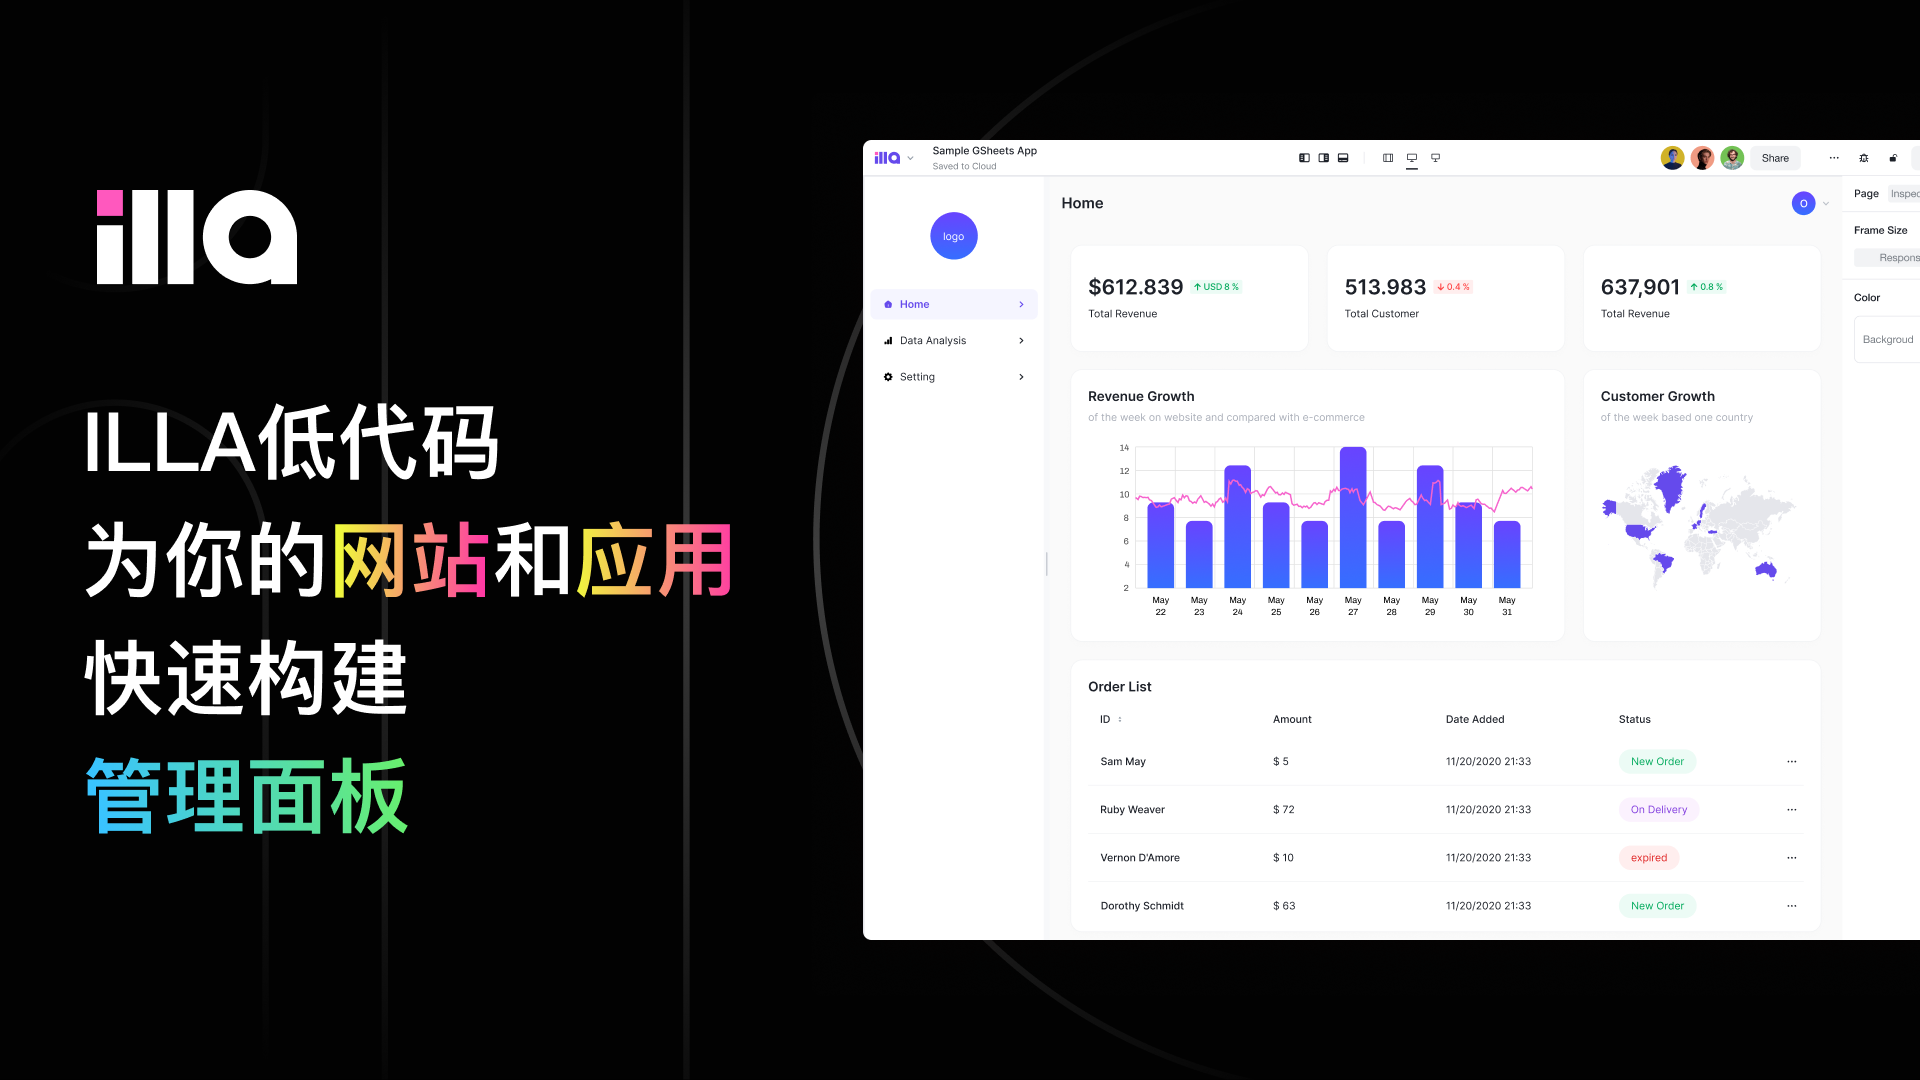 illa
ILLA低代码
为你的网站和应用
快速构建
管理面板
illa
Sample GSheets App
Saved to Cloud
Share
logo
Home
Data Analysis
Setting
Home
O
$612.839
USD 8 %
Total Revenue
513.983
0.4 %
Total Customer
637,901
0.8 %
Total Revenue
Revenue Growth
of the week on website and compared with e-commerce
14
12
10
8
6
4
2
May 22
May 23
May 24
May 25
May 26
May 27
May 28
May 29
May 30
May 31
Customer Growth
of the week based one country
Order List
ID Amount Date Added Status
Sam May $ 5 11/20/2020 21:33 New Order
Ruby Weaver $ 72 11/20/2020 21:33 On Delivery
Vernon D'Amore $ 10 11/20/2020 21:33 expired
Dorothy Schmidt $ 63 11/20/2020 21:33 New Order
Page Inspec
Frame Size
Respons
Color
Backgroud